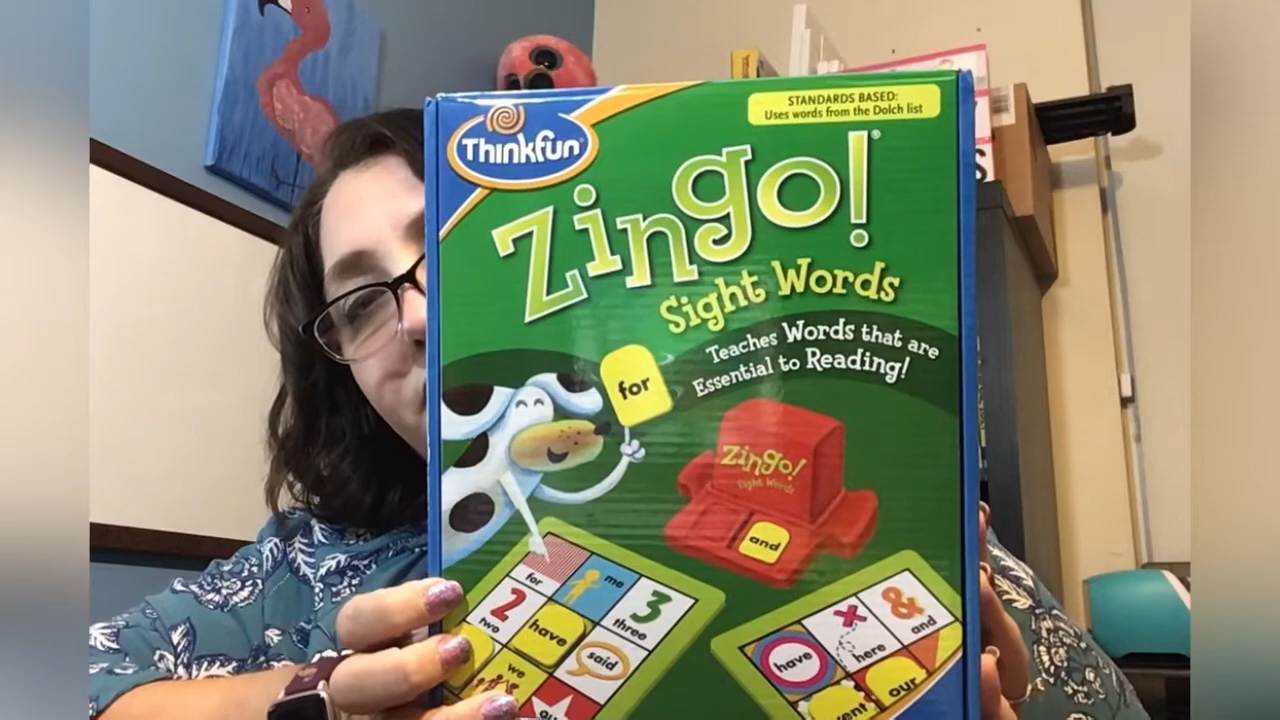 STANDARDS BASED:
Uses words from the Dolch list
ThinkFun
Zingo!®
Sight Words
Teaches Words that are
Essential to Reading!
for
Zingo!
Sight Words
and
for
me
2
two
have
3
three
we
said
have
x
here
&
and
our